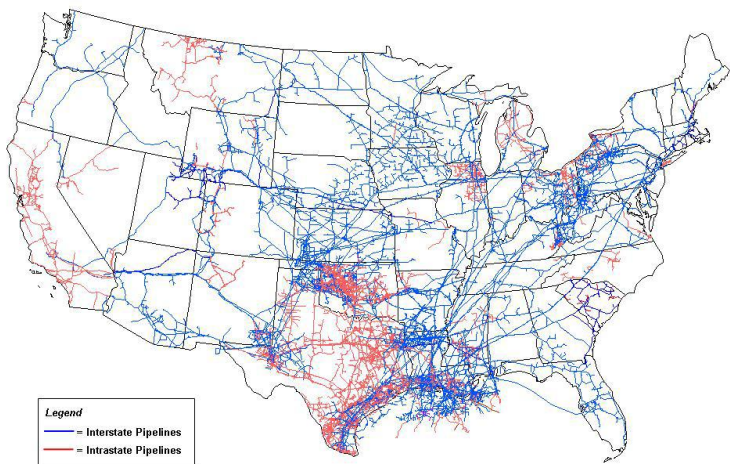 Legend
= Interstate Pipelines
= Intrastate Pipelines